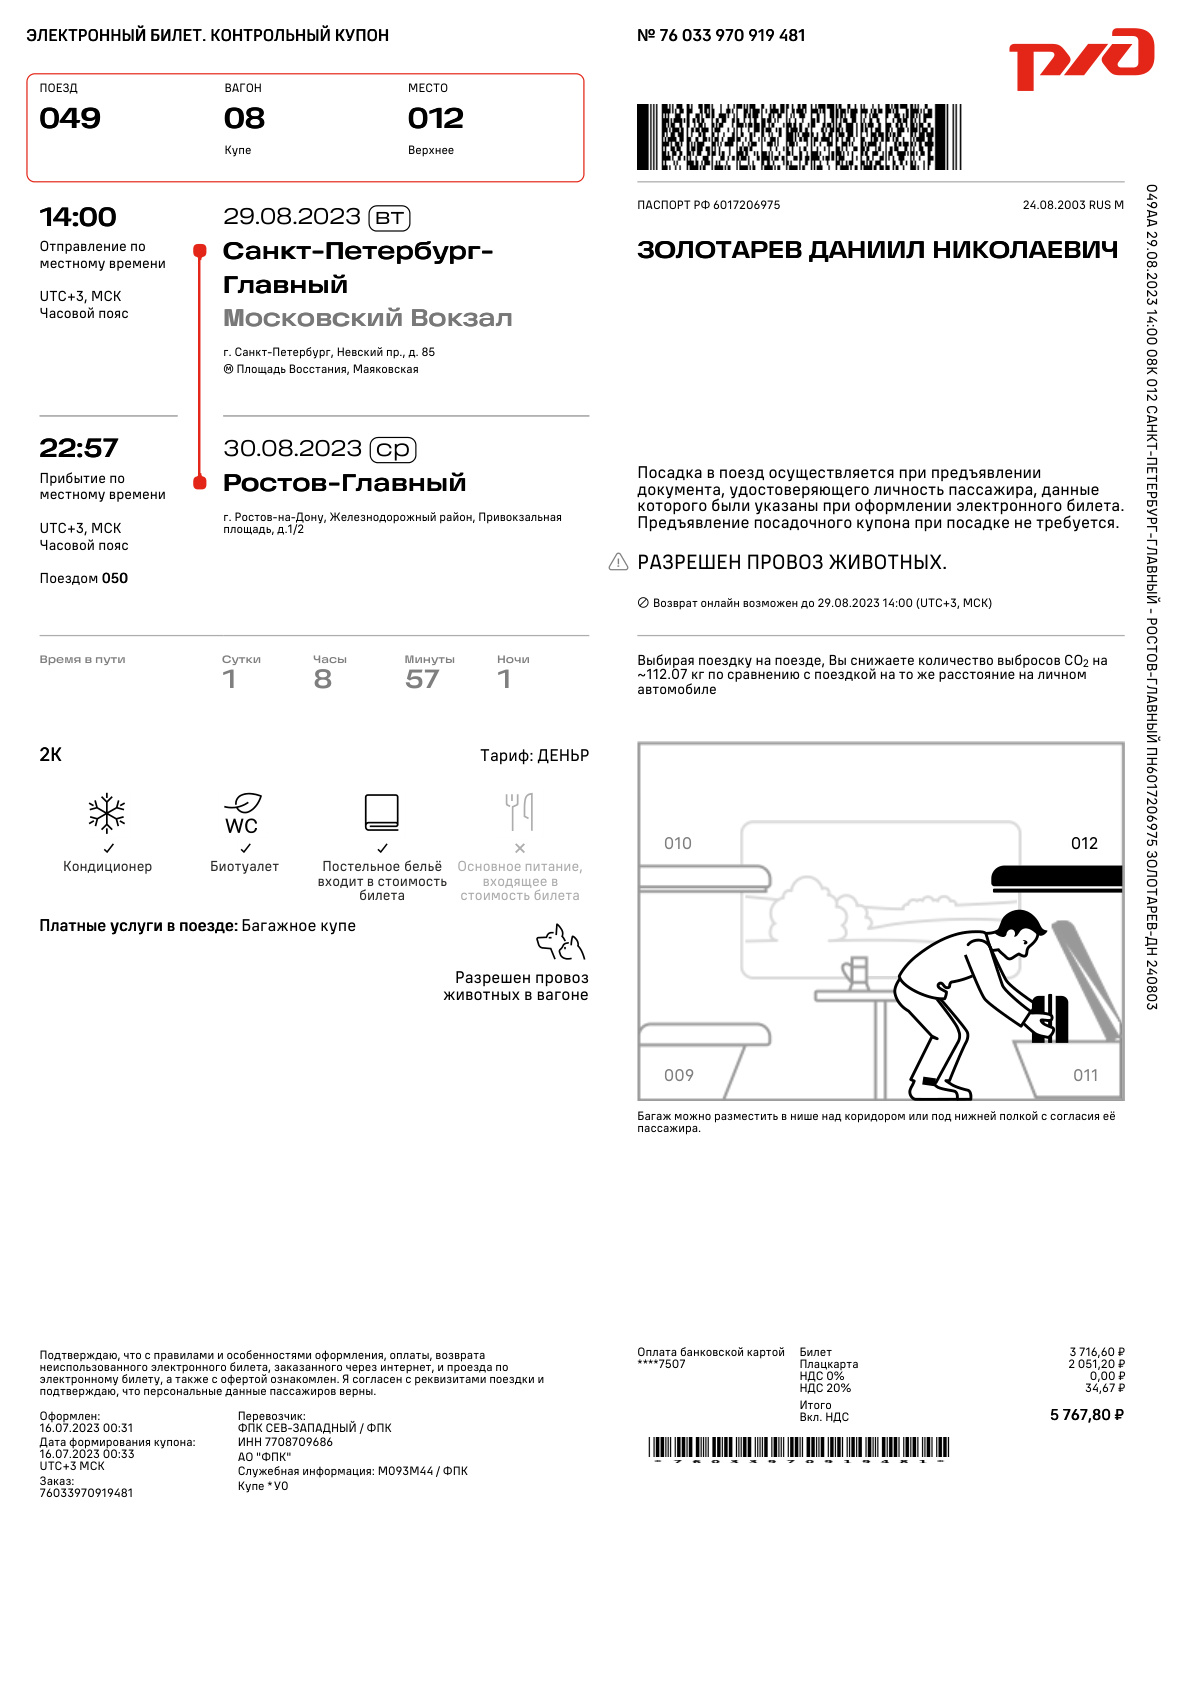 ЭЛЕКТРОННЫЙ БИЛЕТ. КОНТРОЛЬНЫЙ КУПОН
№ 76 033 970 919 481
ржд
ПОЕЗД
ВАГОН
МЕСТО
049
08
012
Купе
Верхнее
14:00
Отправление по
местному времени
UTC+3, МСК
Часовой пояс
29.08.2023 вт
Санкт-Петербург-
Главный
Московский Вокзал
г. Санкт-Петербург, Невский пр., д. 85
Ⓜ Площадь Восстания, Маяковская
22:57
Прибытие по
местному времени
UTC+3, МСК
Часовой пояс
Поездом 050
30.08.2023 ср
Ростов-Главный
г. Ростов-на-Дону, Железнодорожный район, Привокзальная
площадь, д.1/2
Время в пути
Сутки
Часы
Минуты
Ночи
1
8
57
1
2К
Тариф: ДЕНЬР
WC
Кондиционер
Биотуалет
Постельное бельё
входит в стоимость
билета
Основное питание,
входящее в
стоимость билета
Платные услуги в поезде: Багажное купе
Разрешен провоз
животных в вагоне
ПАСПОРТ РФ 6017206975
24.08.2003 RUS М
ЗОЛОТАРЕВ ДАНИИЛ НИКОЛАЕВИЧ
Посадка в поезд осуществляется при предъявлении
документа, удостоверяющего личность пассажира, данные
которого были указаны при оформлении электронного билета.
Предъявление посадочного купона при посадке не требуется.
РАЗРЕШЕН ПРОВОЗ ЖИВОТНЫХ.
Возврат онлайн возможен до 29.08.2023 14:00 (UTC+3, МСК)
Выбирая поездку на поезде, Вы снижаете количество выбросов CO₂ на
~112.07 кг по сравнению с поездкой на то же расстояние на личном
автомобиле
010
012
009
011
Багаж можно разместить в нише над коридором или под нижней полкой с согласия её
пассажира.
049АА 29.08.2023 14:00 08К 012 САНКТ-ПЕТЕРБУРГ-ГЛАВНЫЙ - РОСТОВ-ГЛАВНЫЙ ПН6017206975 ЗОЛОТАРЕВ-ДН 240803
Подтверждаю, что с правилами и особенностями оформления, оплаты, возврата
неиспользованного электронного билета, заказанного через интернет, и проезда по
электронному билету, а также с офертой ознакомлен. Я согласен с реквизитами поездки и
подтверждаю, что персональные данные пассажиров верны.
Оформлен:
16.07.2023 00:31
Дата формирования купона:
16.07.2023 00:33
UTC+3 МСК
Заказ:
76033970919481
Перевозчик:
ФПК СЕВ-ЗАПАДНЫЙ / ФПК
ИНН 7708709686
АО "ФПК"
Служебная информация: М093М44 / ФПК
Купе * У0
Оплата банковской картой
****7507
Билет 3 716,60 ₽
Плацкарта 2 051,20 ₽
НДС 0% 0,00 ₽
НДС 20% 34,67 ₽
Итого
Вкл. НДС 5 767,80 ₽
*76033970919481*